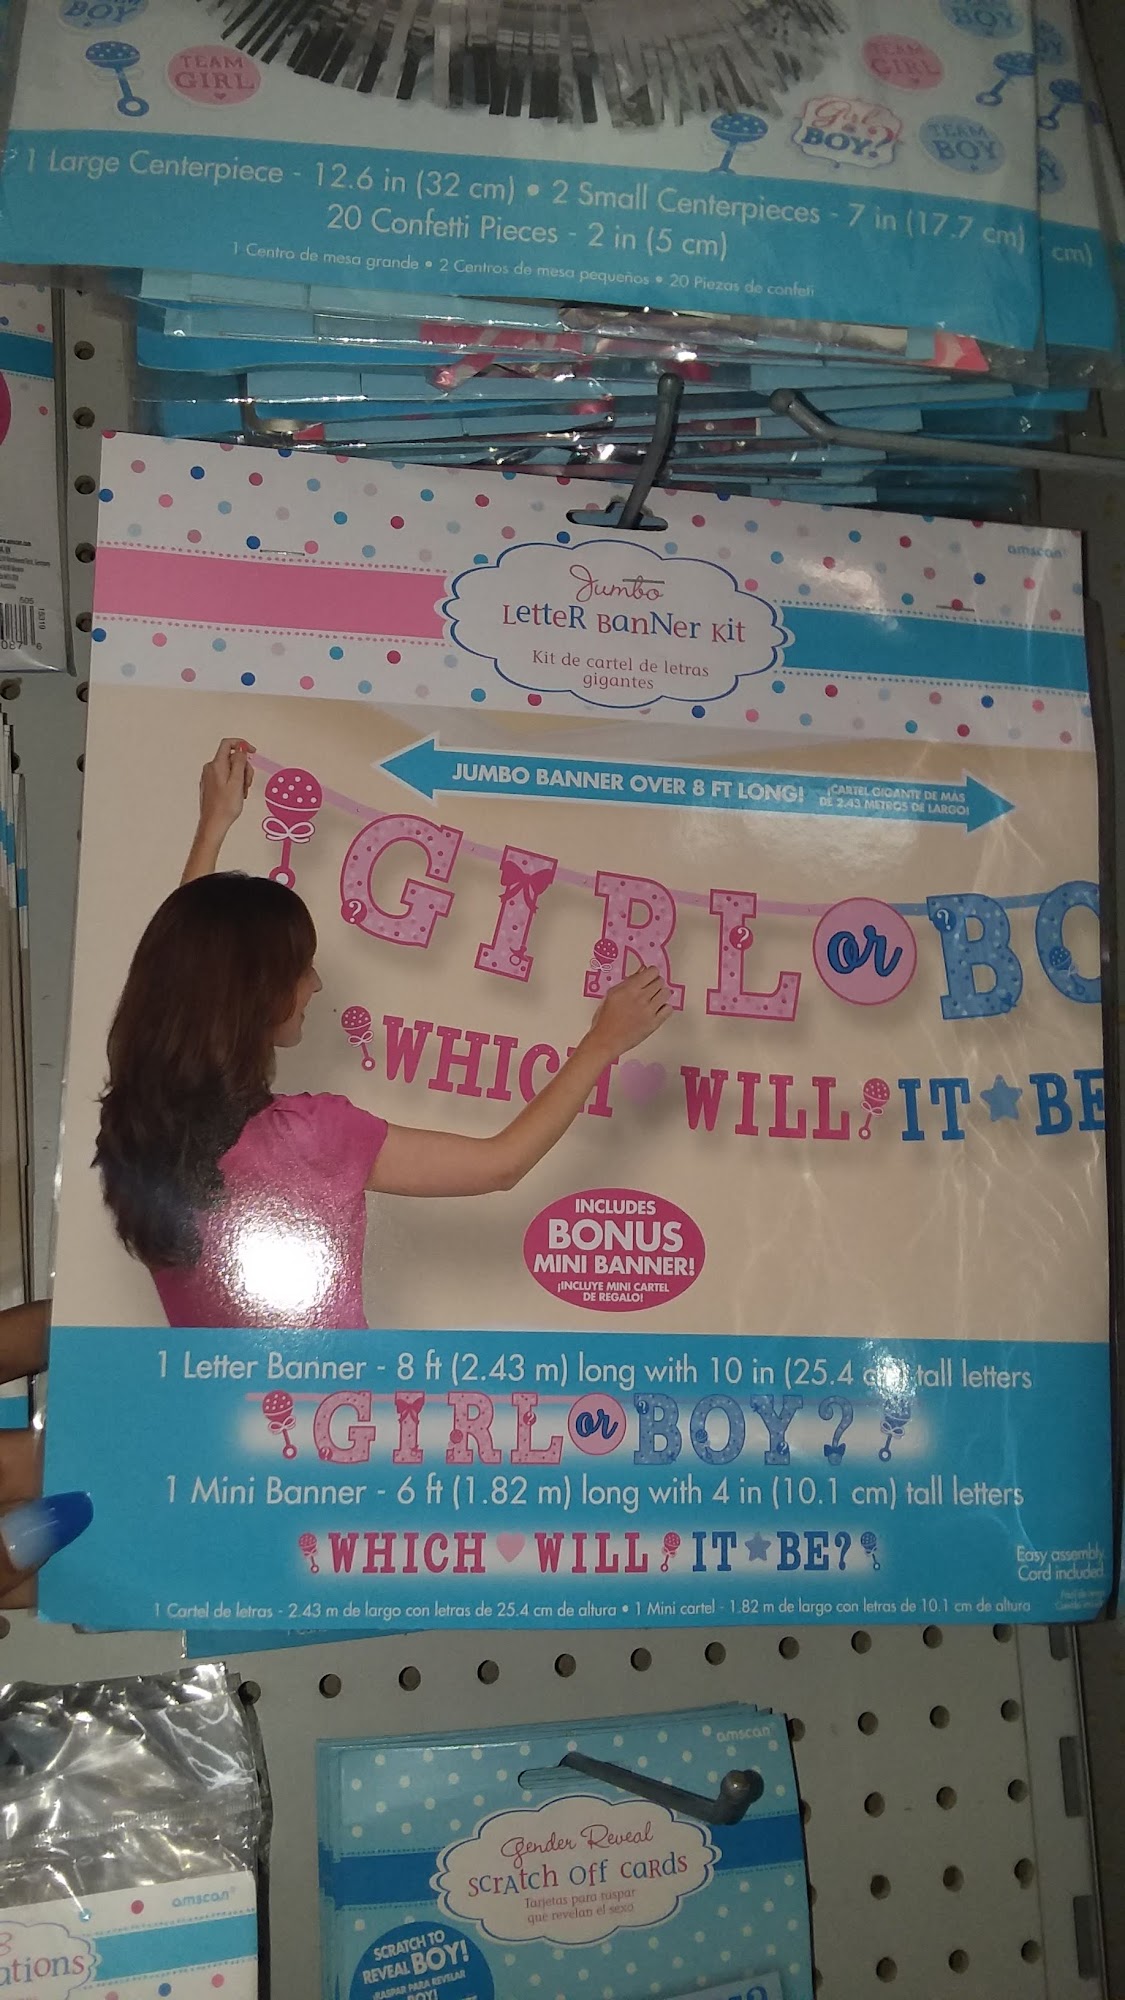 BOY
TEAM
GIRL
TEAM
GIRL
BOY
Girl
or
BOY?
TEAM
BOY
1 Large Centerpiece - 12.6 in (32 cm) • 2 Small Centerpieces - 7 in (17.7 cm)
cm)
20 Confetti Pieces - 2 in (5 cm)
1 Centro de mesa grande • 2 Centros de mesa pequeños • 20 Piezas de confeti
amscan
Jumbo
Letter Banner Kit
Kit de cartel de letras
gigantes
JUMBO BANNER OVER 8 FT LONG!
¡CARTEL GIGANTE DE MÁS
DE 2.43 METROS DE LARGO!
GIRL or BO
WHICH WILL IT BE
INCLUDES
BONUS
MINI BANNER!
¡INCLUYE MINI CARTEL
DE REGALO!
1 Letter Banner - 8 ft (2.43 m) long with 10 in (25.4 tall letters
GIRL or BOY?
1 Mini Banner - 6 ft (1.82 m) long with 4 in (10.1 cm) tall letters
WHICH WILL IT BE?
Easy assembly
Cord included
1 Cartel de letras - 2.43 m de largo con letras de 25.4 cm de altura • 1 Mini cartel - 1.82 m de largo con letras de 10.1 cm de altura
amscan
Gender Reveal
Scratch Off Cards
Tarjetas para raspar
que revelan el sexo
SCRATCH TO
REVEAL BOY!
¡RASPAR PARA REVELAR
amscan
ations